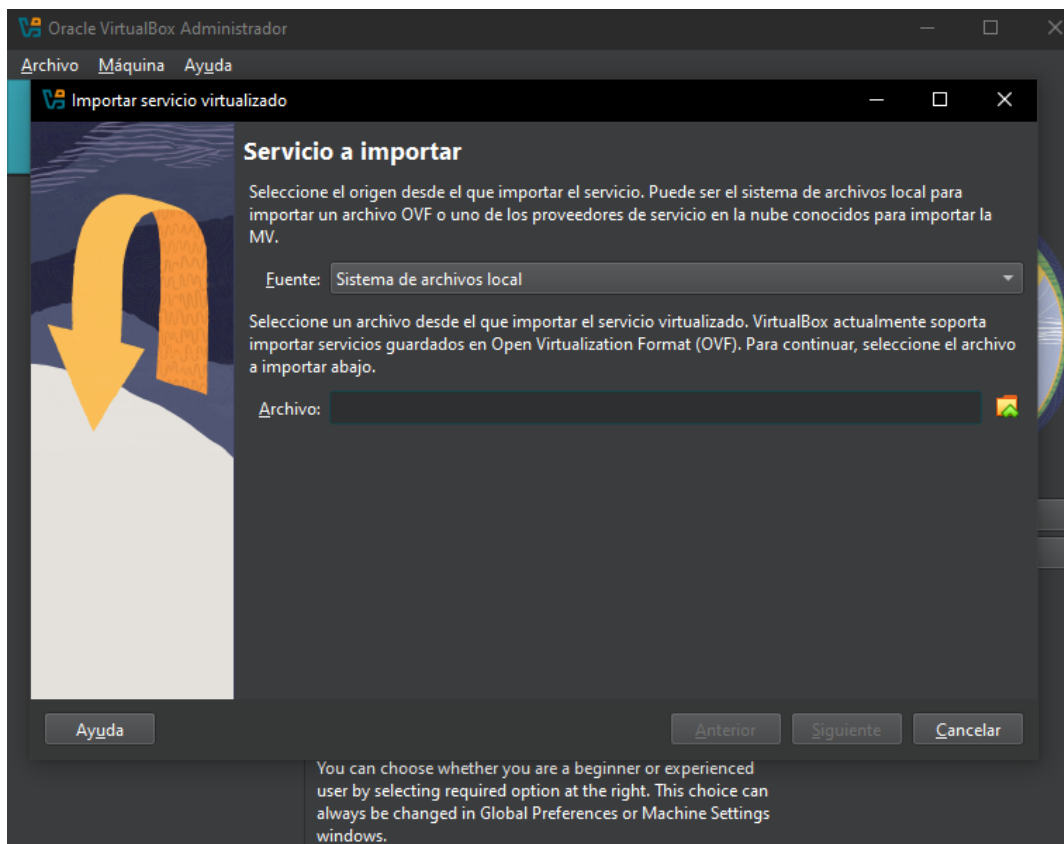 Oracle VirtualBox Administrador
Archivo Máquina Ayuda
Importar servicio virtualizado
Servicio a importar
Seleccione el origen desde el que importar el servicio. Puede ser el sistema de archivos local para
importar un archivo OVF o uno de los proveedores de servicio en la nube conocidos para importar la
MV.
Fuente: Sistema de archivos local
Seleccione un archivo desde el que importar el servicio virtualizado. VirtualBox actualmente soporta
importar servicios guardados en Open Virtualization Format (OVF). Para continuar, seleccione el archivo
a importar abajo.
Archivo:
Ayuda Anterior Siguiente Cancelar
You can choose whether you are a beginner or experienced
user by selecting required option at the right. This choice can
always be changed in Global Preferences or Machine Settings
windows.